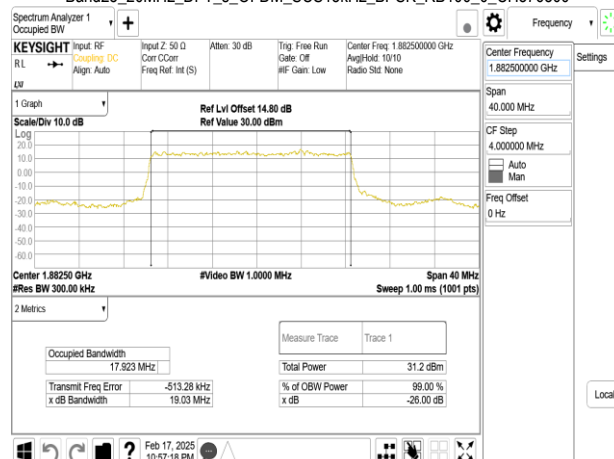 Spectrum Analyzer 1
Occupied BW
Frequency
KEYSIGHT
RL
Input: RF
Coupling: DC
Align: Auto
Input Z: 50 Ω
Corr CCorr
Freq Ref: Int (S)
Atten: 30 dB
Trig: Free Run
Gate: Off
#IF Gain: Low
Center Freq: 1.882500000 GHz
Avg|Hold: 10/10
Radio Std: None
Center Frequency
1.882500000 GHz
Settings
Span
40.000 MHz
CF Step
4.000000 MHz
Auto
Man
Freq Offset
0 Hz
1 Graph
Scale/Div 10.0 dB
Ref Lvl Offset 14.80 dB
Ref Value 30.00 dBm
Log
20.0
10.0
0.00
-10.0
-20.0
-30.0
-40.0
-50.0
-60.0
Center 1.88250 GHz
#Video BW 1.0000 MHz
Span 40 MHz
#Res BW 300.00 kHz
Sweep 1.00 ms (1001 pts)
2 Metrics
Measure Trace
Trace 1
Occupied Bandwidth
17.923 MHz
Total Power
31.2 dBm
Transmit Freq Error
-513.28 kHz
% of OBW Power
99.00 %
x dB Bandwidth
19.03 MHz
x dB
-26.00 dB
Local
Feb 17, 2025
10:57:18 PM